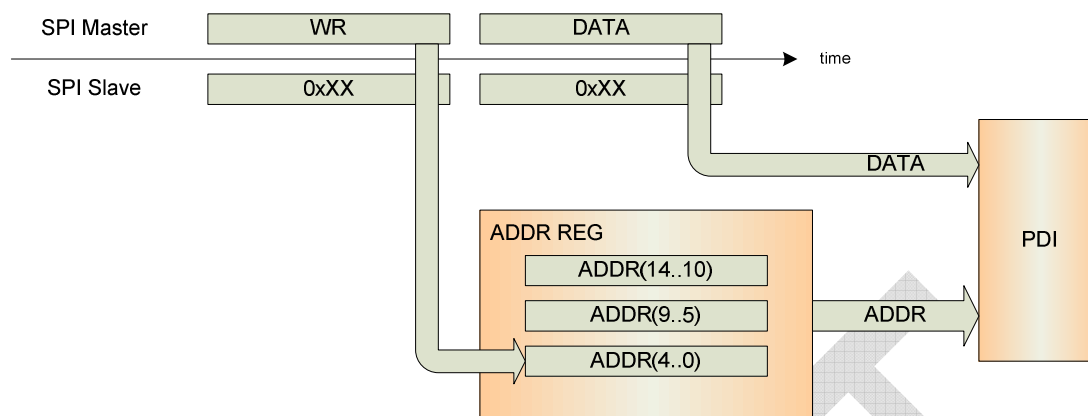 SPI Master WR DATA
time
SPI Slave 0xXX 0xXX
DATA
ADDR REG
PDI
ADDR(14..10)
ADDR(9..5)
ADDR
ADDR(4..0)